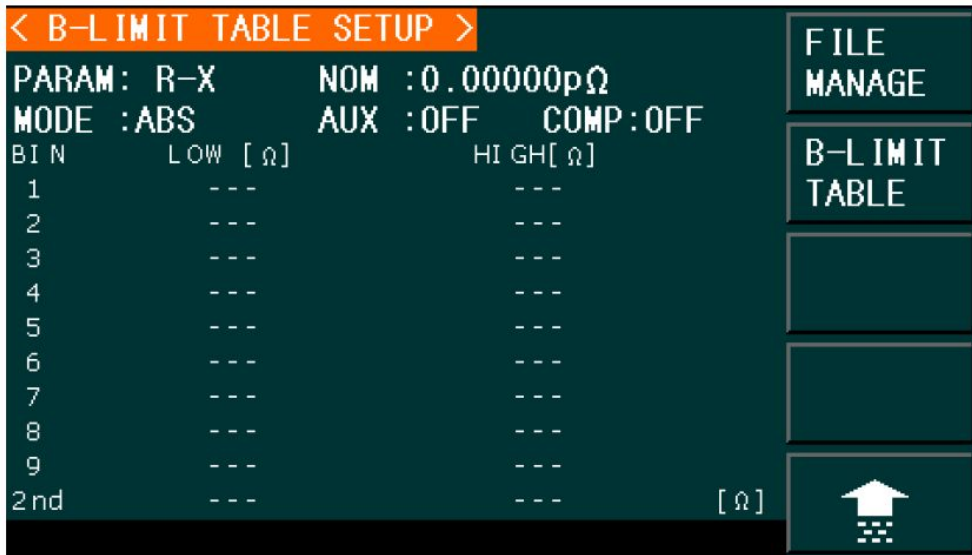 < B-LIMIT TABLE SETUP >
PARAM: R-X NOM :0.00000pΩ
MODE :ABS AUX :OFF COMP:OFF
BIN LOW [Ω] HIGH[Ω]
1 --- ---
2 --- ---
3 --- ---
4 --- ---
5 --- ---
6 --- ---
7 --- ---
8 --- ---
9 --- ---
2nd --- --- [Ω]
FILE
MANAGE
B-LIMIT
TABLE